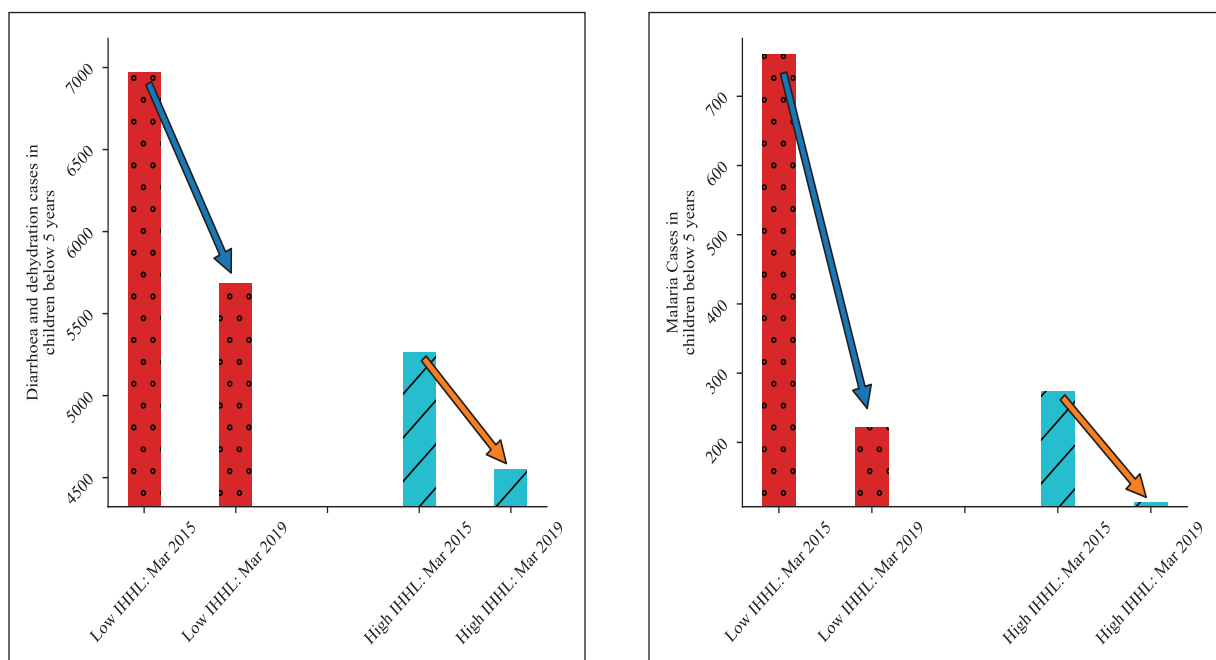 Diarrhoea and dehydration cases in
children below 5 years
7000
6500
6000
5500
5000
4500
Low IHHL: Mar 2015
Low IHHL: Mar 2019
High IHHL: Mar 2015
High IHHL: Mar 2019
Malaria Cases in
children below 5 years
700
600
500
400
300
200
Low IHHL: Mar 2015
Low IHHL: Mar 2019
High IHHL: Mar 2015
High IHHL: Mar 2019